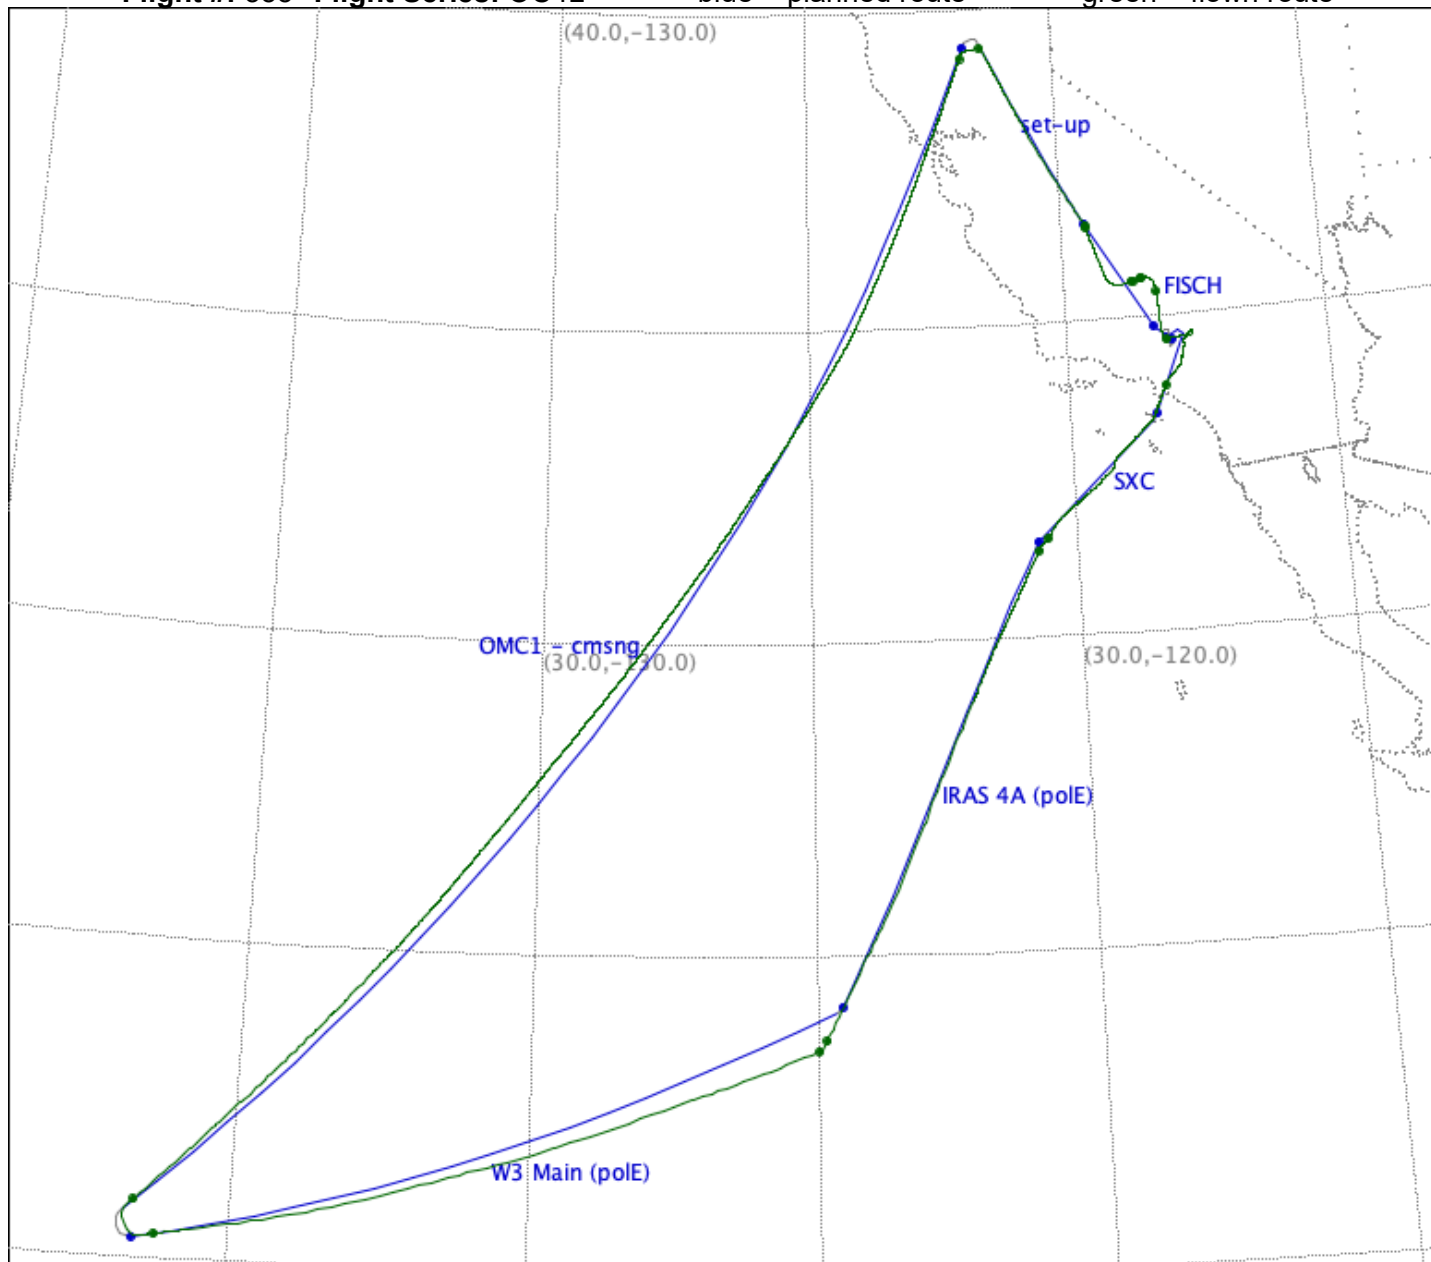 (40.0,-130.0)
set-up
FISCH
SXC
OMC1 - cmsng
(30.0,-130.0)
(30.0,-120.0)
IRAS 4A (polE)
W3 Main (polE)